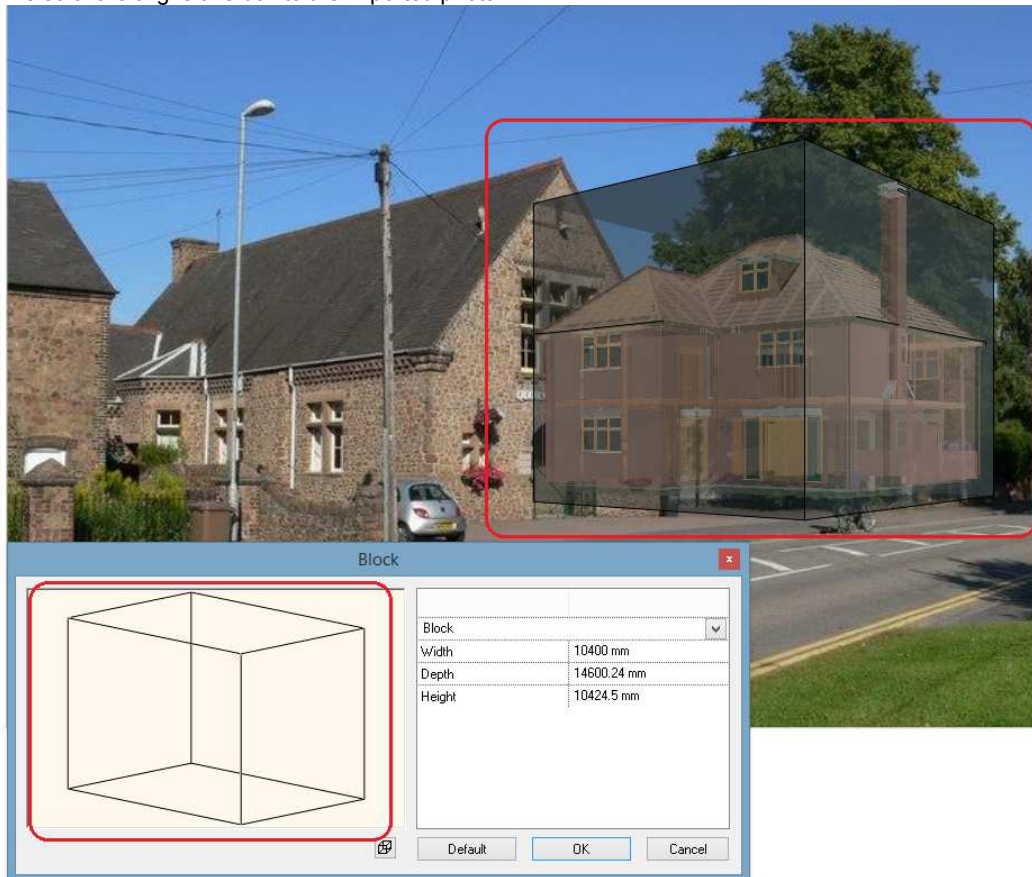 Block
x
Block
Width 10400 mm
Depth 14600.24 mm
Height 10424.5 mm
Default OK Cancel